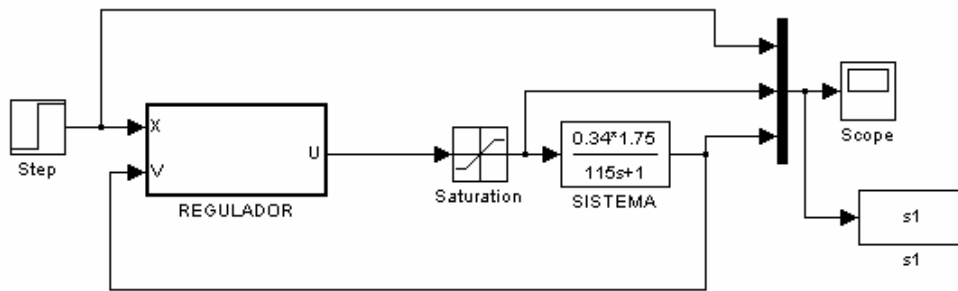 Step
X
V
U
REGULADOR
Saturation
0.34*1.75
115s+1
SISTEMA
Scope
s1
s1